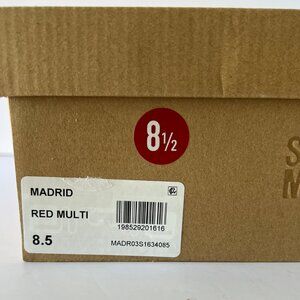 8½
S
M
MADRID
RED MULTI
198529201616
8.5
MADR03S1634085